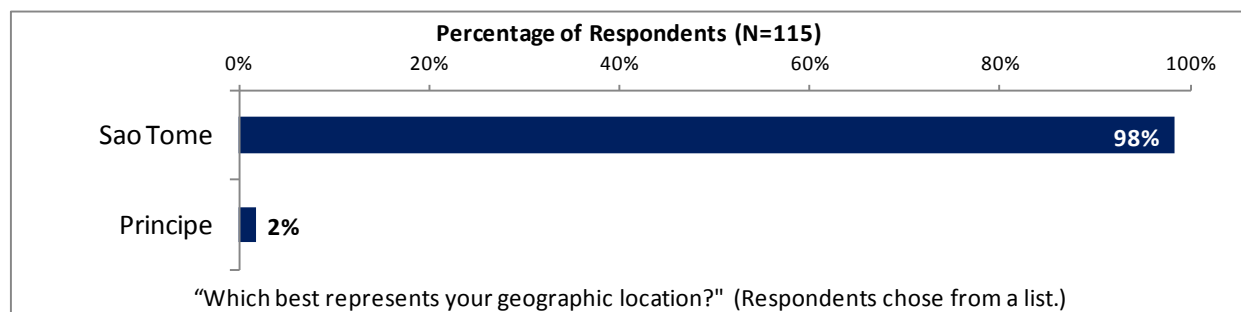 Percentage of Respondents (N=115)
0% 20% 40% 60% 80% 100%
Sao Tome 98%
Principe 2%
“Which best represents your geographic location?" (Respondents chose from a list.)